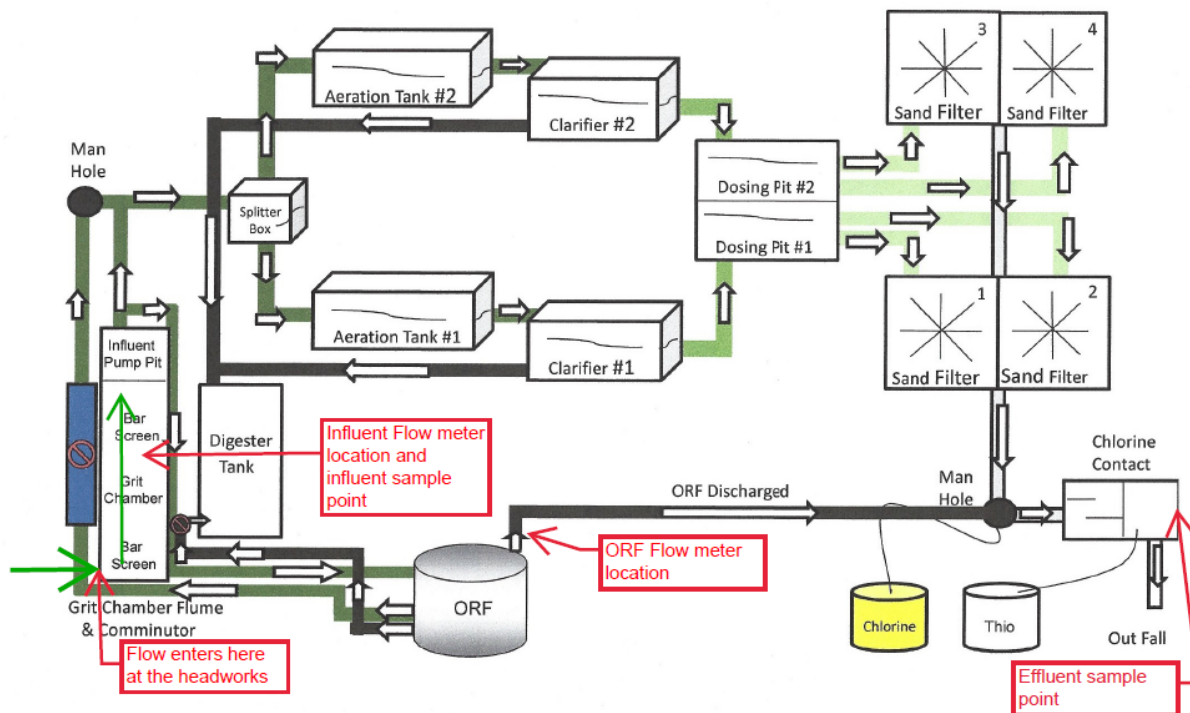 3
4
Sand Filter
Sand Filter
Aeration Tank #2
Clarifier #2
Man
Hole
Splitter
Box
Dosing Pit #2
Dosing Pit #1
Aeration Tank #1
Clarifier #1
1
2
Sand Filter
Sand Filter
Influent
Pump Pit
Bar
Screen
Grit
Chamber
Bar
Screen
Digester
Tank
Influent Flow meter
location and
influent sample
point
Grit Chamber Flume
& Comminutor
Flow enters here
at the headworks
ORF
ORF Discharged
ORF Flow meter
location
Man
Hole
Chlorine
Contact
Chlorine
Thio
Out Fall
Effluent sample
point